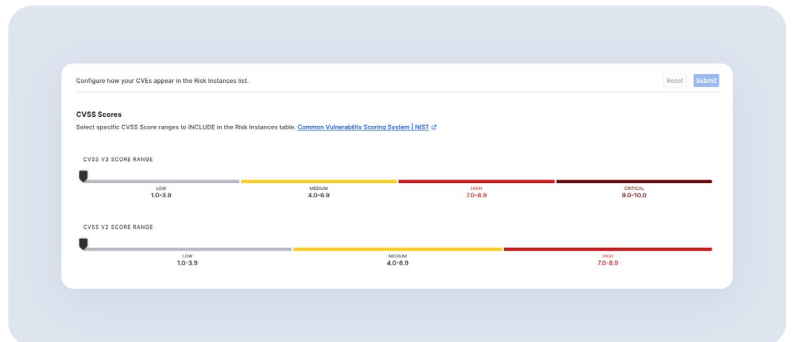 Configure how your CVEs appear in the Risk Instances list.
Reset
Submit
CVSS Scores
Select specific CVSS Score ranges to INCLUDE in the Risk Instances table. Common Vulnerability Scoring System | NIST
CVSS V3 SCORE RANGE
LOW MEDIUM HIGH CRITICAL
1.0-3.9 4.0-6.9 7.0-8.9 9.0-10.0
CVSS V2 SCORE RANGE
LOW MEDIUM HIGH
1.0-3.9 4.0-6.9 7.0-8.9